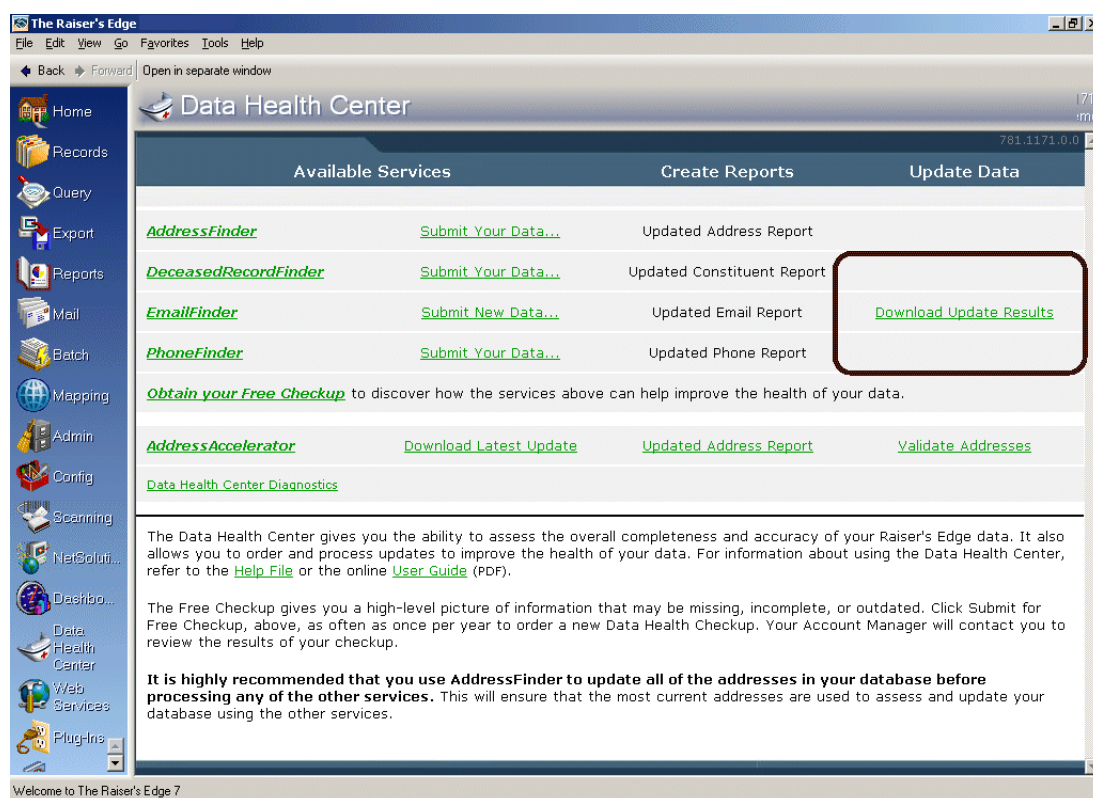 The Raiser's Edge
File Edit View Go Favorites Tools Help
Back Forward Open in separate window
Home
Records
Query
Export
Reports
Mail
Batch
Mapping
Admin
Config
Scanning
NetSoluti...
Dashbo...
Data
Health
Center
Web
Services
Plug-Ins
Data Health Center
781.1171.0.0
Available Services Create Reports Update Data
AddressFinder Submit Your Data... Updated Address Report
DeceasedRecordFinder Submit Your Data... Updated Constituent Report
EmailFinder Submit New Data... Updated Email Report Download Update Results
PhoneFinder Submit Your Data... Updated Phone Report
Obtain your Free Checkup to discover how the services above can help improve the health of your data.
AddressAccelerator Download Latest Update Updated Address Report Validate Addresses
Data Health Center Diagnostics
The Data Health Center gives you the ability to assess the overall completeness and accuracy of your Raiser's Edge data. It also
allows you to order and process updates to improve the health of your data. For information about using the Data Health Center,
refer to the Help File or the online User Guide (PDF).
The Free Checkup gives you a high-level picture of information that may be missing, incomplete, or outdated. Click Submit for
Free Checkup, above, as often as once per year to order a new Data Health Checkup. Your Account Manager will contact you to
review the results of your checkup.
It is highly recommended that you use AddressFinder to update all of the addresses in your database before
processing any of the other services. This will ensure that the most current addresses are used to assess and update your
database using the other services.
Welcome to The Raiser's Edge 7